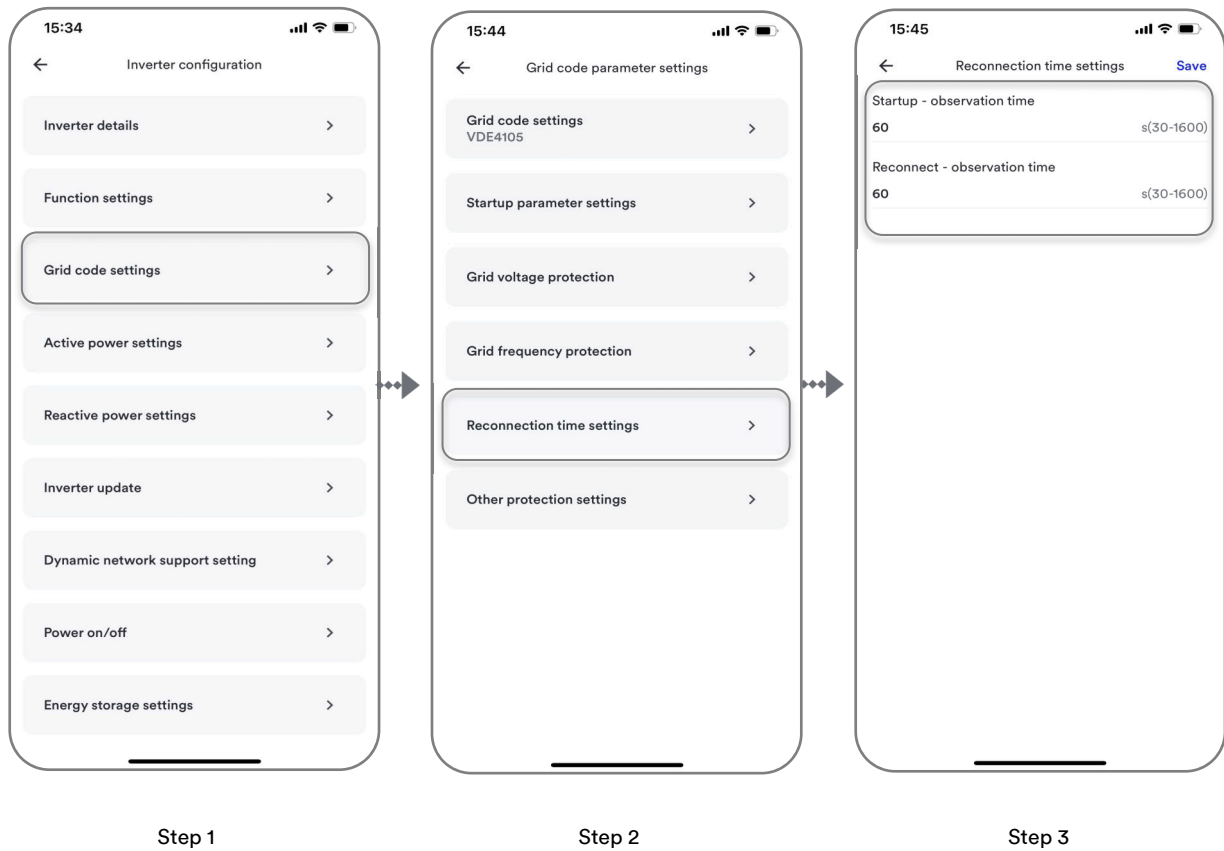 15:34
Inverter configuration
Inverter details
Function settings
Grid code settings
Active power settings
Reactive power settings
Inverter update
Dynamic network support setting
Power on/off
Energy storage settings
Step 1
15:44
Grid code parameter settings
Grid code settings
VDE4105
Startup parameter settings
Grid voltage protection
Grid frequency protection
Reconnection time settings
Other protection settings
Step 2
15:45
Reconnection time settings Save
Startup - observation time
60 s(30-1600)
Reconnect - observation time
60 s(30-1600)
Step 3